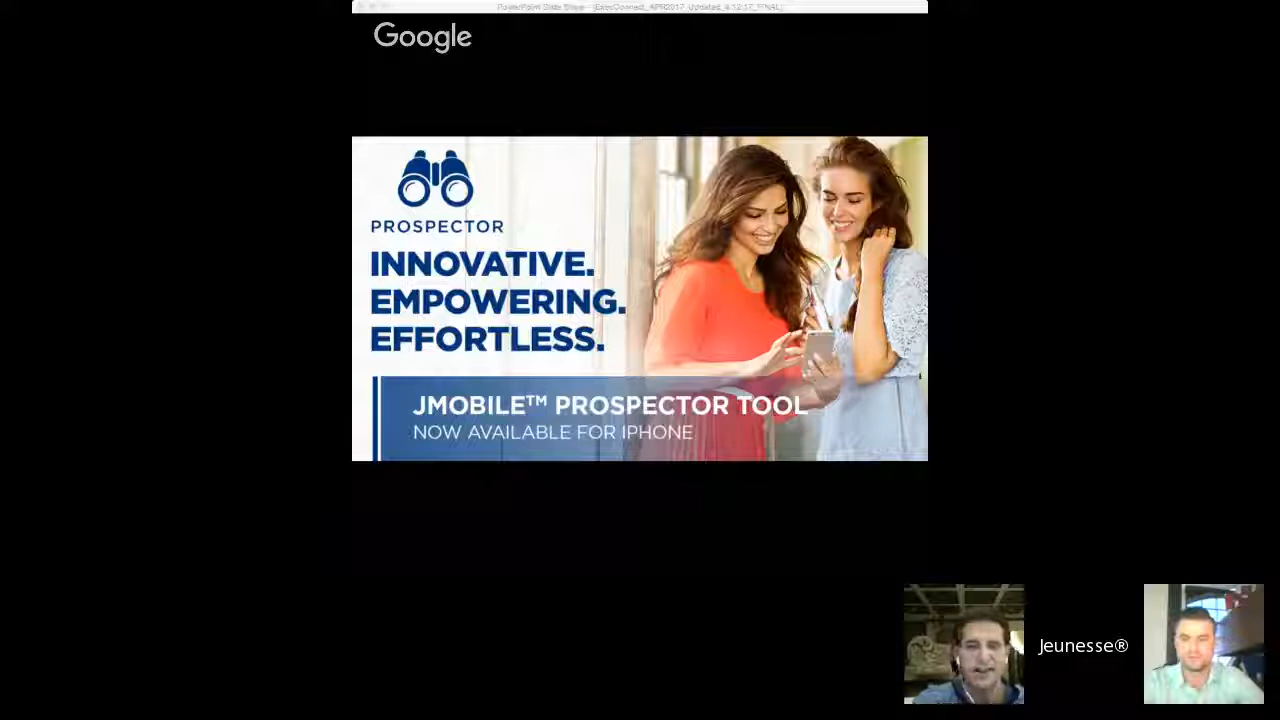 Google
PROSPECTOR
INNOVATIVE.
EMPOWERING.
EFFORTLESS.
JMOBILE™ PROSPECTOR TOOL
NOW AVAILABLE FOR IPHONE
Jeunesse®